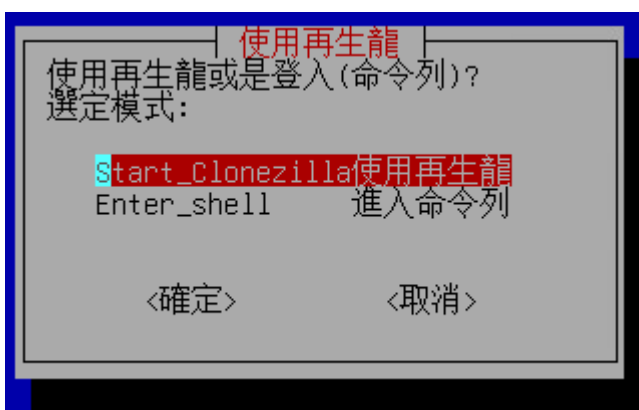 使用再生龍
使用再生龍或是登入(命令列)?
選定模式:
Start_Clonezilla使用再生龍
Enter_shell 進入命令列
<確定> <取消>